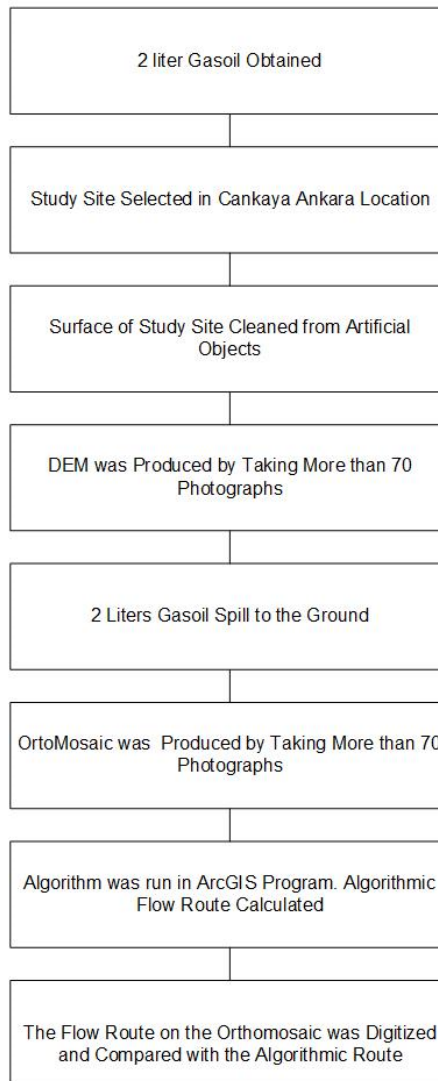 2 liter Gasoil Obtained
Study Site Selected in Cankaya Ankara Location
Surface of Study Site Cleaned from Artificial
Objects
DEM was Produced by Taking More than 70
Photographs
2 Liters Gasoil Spill to the Ground
OrtoMosaic was Produced by Taking More than 70
Photographs
Algorithm was run in ArcGIS Program. Algorithmic
Flow Route Calculated
The Flow Route on the Orthomosaic was Digitized
and Compared with the Algorithmic Route